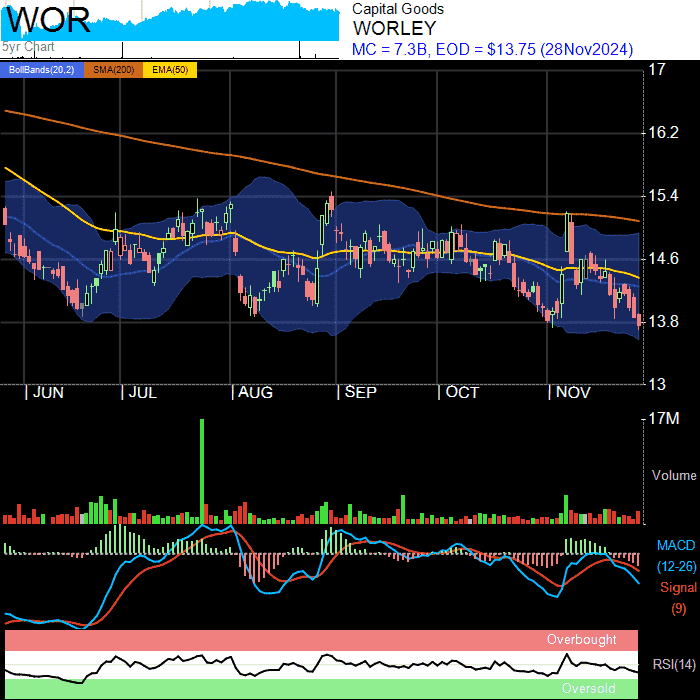 WOR
5yr Chart
Capital Goods
WORLEY
MC = 7.3B, EOD = $13.75 (28Nov2024)
BollBands(20,2) SMA(200) EMA(50)
17
16.2
15.4
14.6
13.8
13
JUN JUL AUG SEP OCT NOV
17M
Volume
MACD
(12-26)
Signal
(9)
Overbought
RSI(14)
Oversold